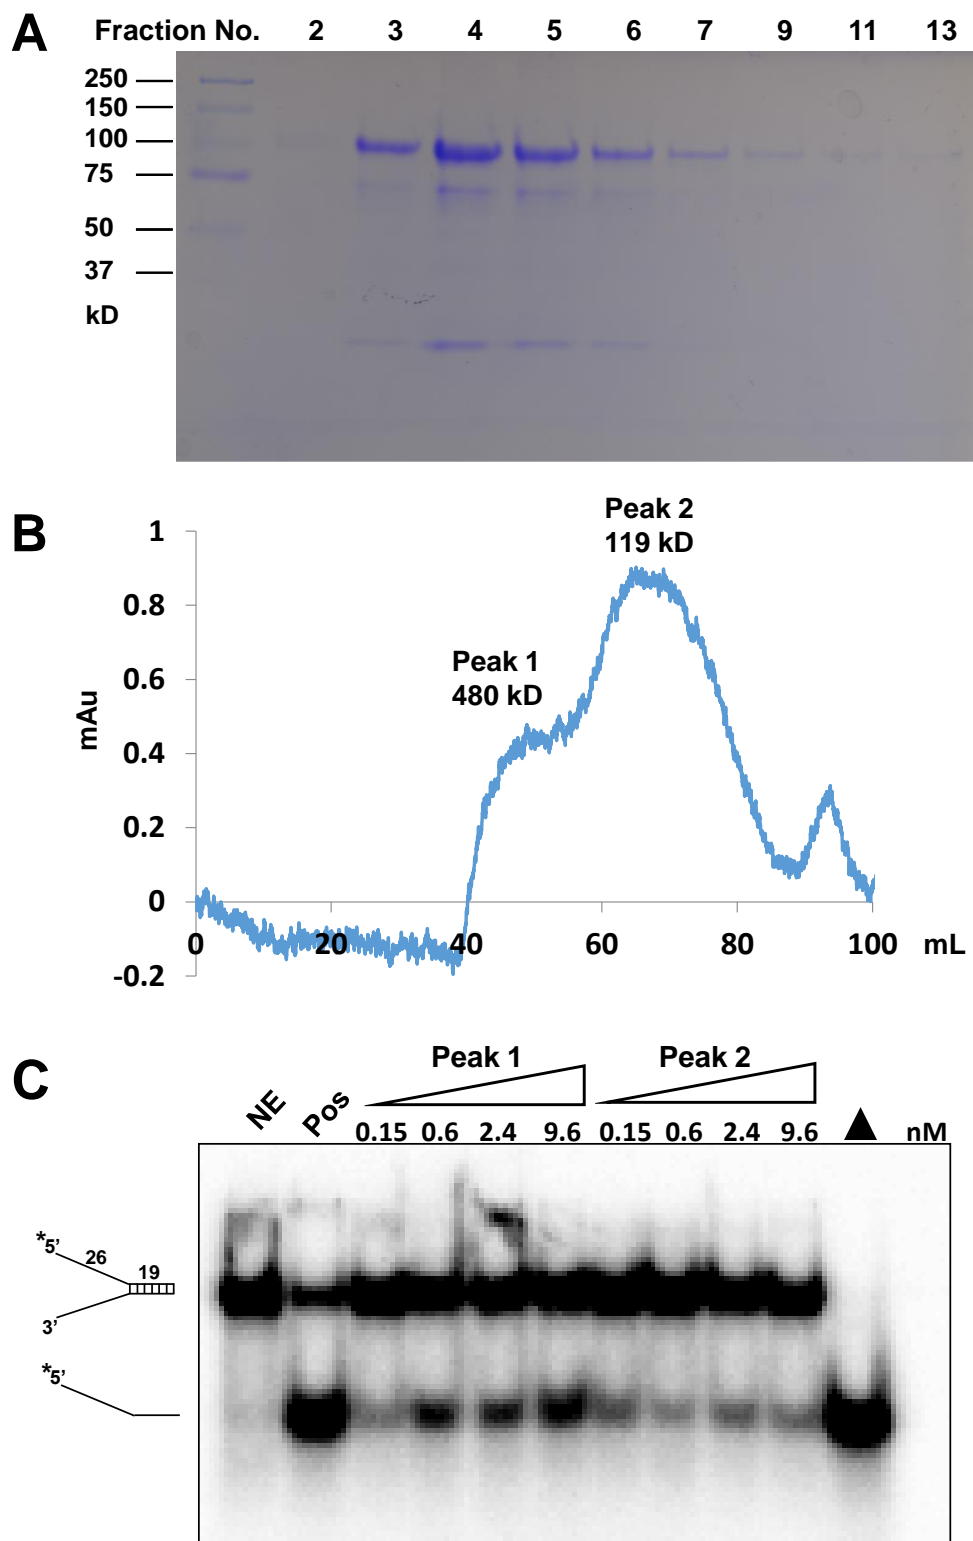 A
Fraction No. 2 3 4 5 6 7 9 11 13
250
150
100
75
50
37
kD
B
Peak 2
119 kD
Peak 1
480 kD
mAu
1
0.8
0.6
0.4
0.2
0
-0.2
0 20 40 60 80 100 mL
C
NE Pos Peak 1 Peak 2
0.15 0.6 2.4 9.6 0.15 0.6 2.4 9.6 nM
*5’
26
19
3’
*5’